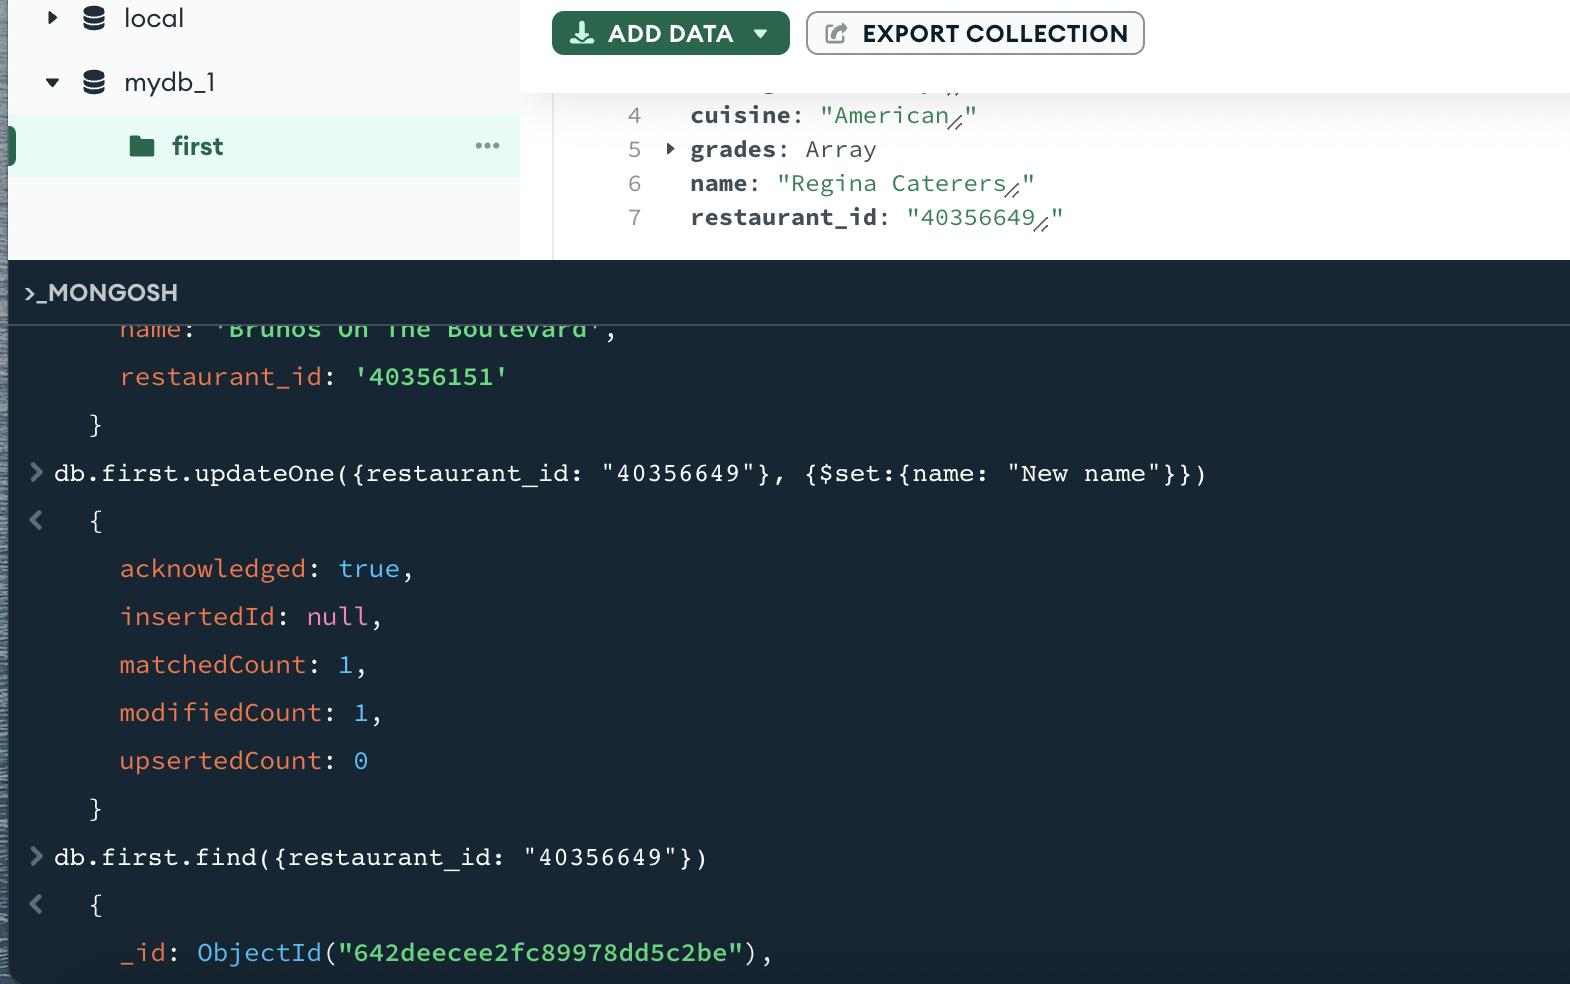 local
mydb_1
first
ADD DATA
EXPORT COLLECTION
4 cuisine: "American"
5 grades: Array
6 name: "Regina Caterers"
7 restaurant_id: "40356649"
>_MONGOSH
name: 'Brunos On The Boulevard',
restaurant_id: '40356151'
}
> db.first.updateOne({restaurant_id: "40356649"}, {$set:{name: "New name"}})
< {
acknowledged: true,
insertedId: null,
matchedCount: 1,
modifiedCount: 1,
upsertedCount: 0
}
> db.first.find({restaurant_id: "40356649"})
< {
_id: ObjectId("642deecee2fc89978dd5c2be"),